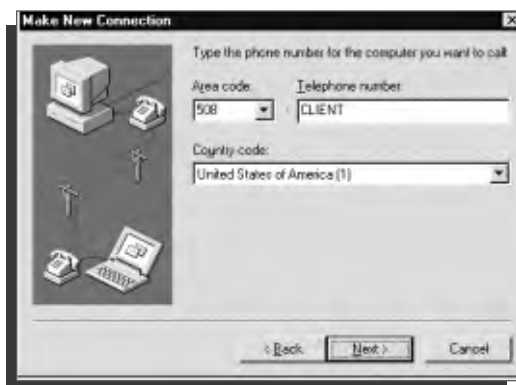 Make New Connection
Type the phone number for the computer you want to call:
Area code: Telephone number:
508 - CLIENT
Country code:
United States of America (1)
< Back Next > Cancel